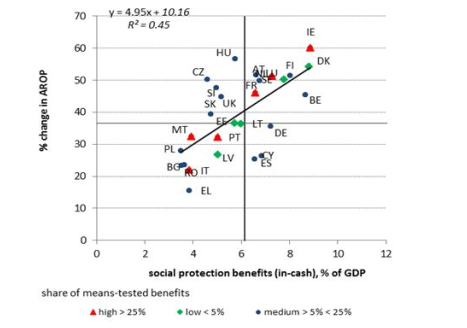 y = 4.95x + 10.16
R² = 0.45
70
60
50
40
30
20
10
0
% change in AROP
IE
HU
DK
CZ
AT
NL
LU
FI
SE
FR
SI
SK
UK
BE
EE
LT
DE
MT
PT
PL
LV
CY
ES
BG
RO
IT
EL
0 2 4 6 8 10 12
social protection benefits (in-cash), % of GDP
share of means-tested benefits
high > 25% low < 5% medium > 5% < 25%